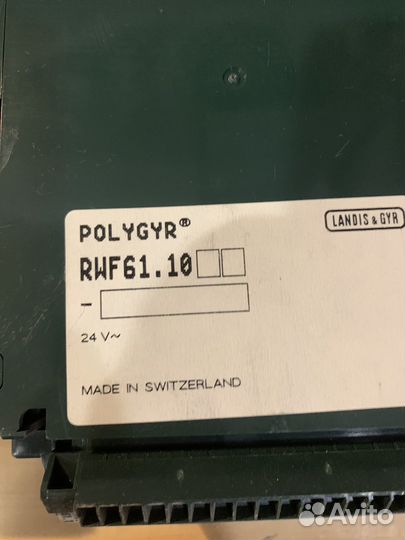 LANDIS & GYR
POLYGYR®
RWF61.10
-
24 V~
MADE IN SWITZERLAND
Avito